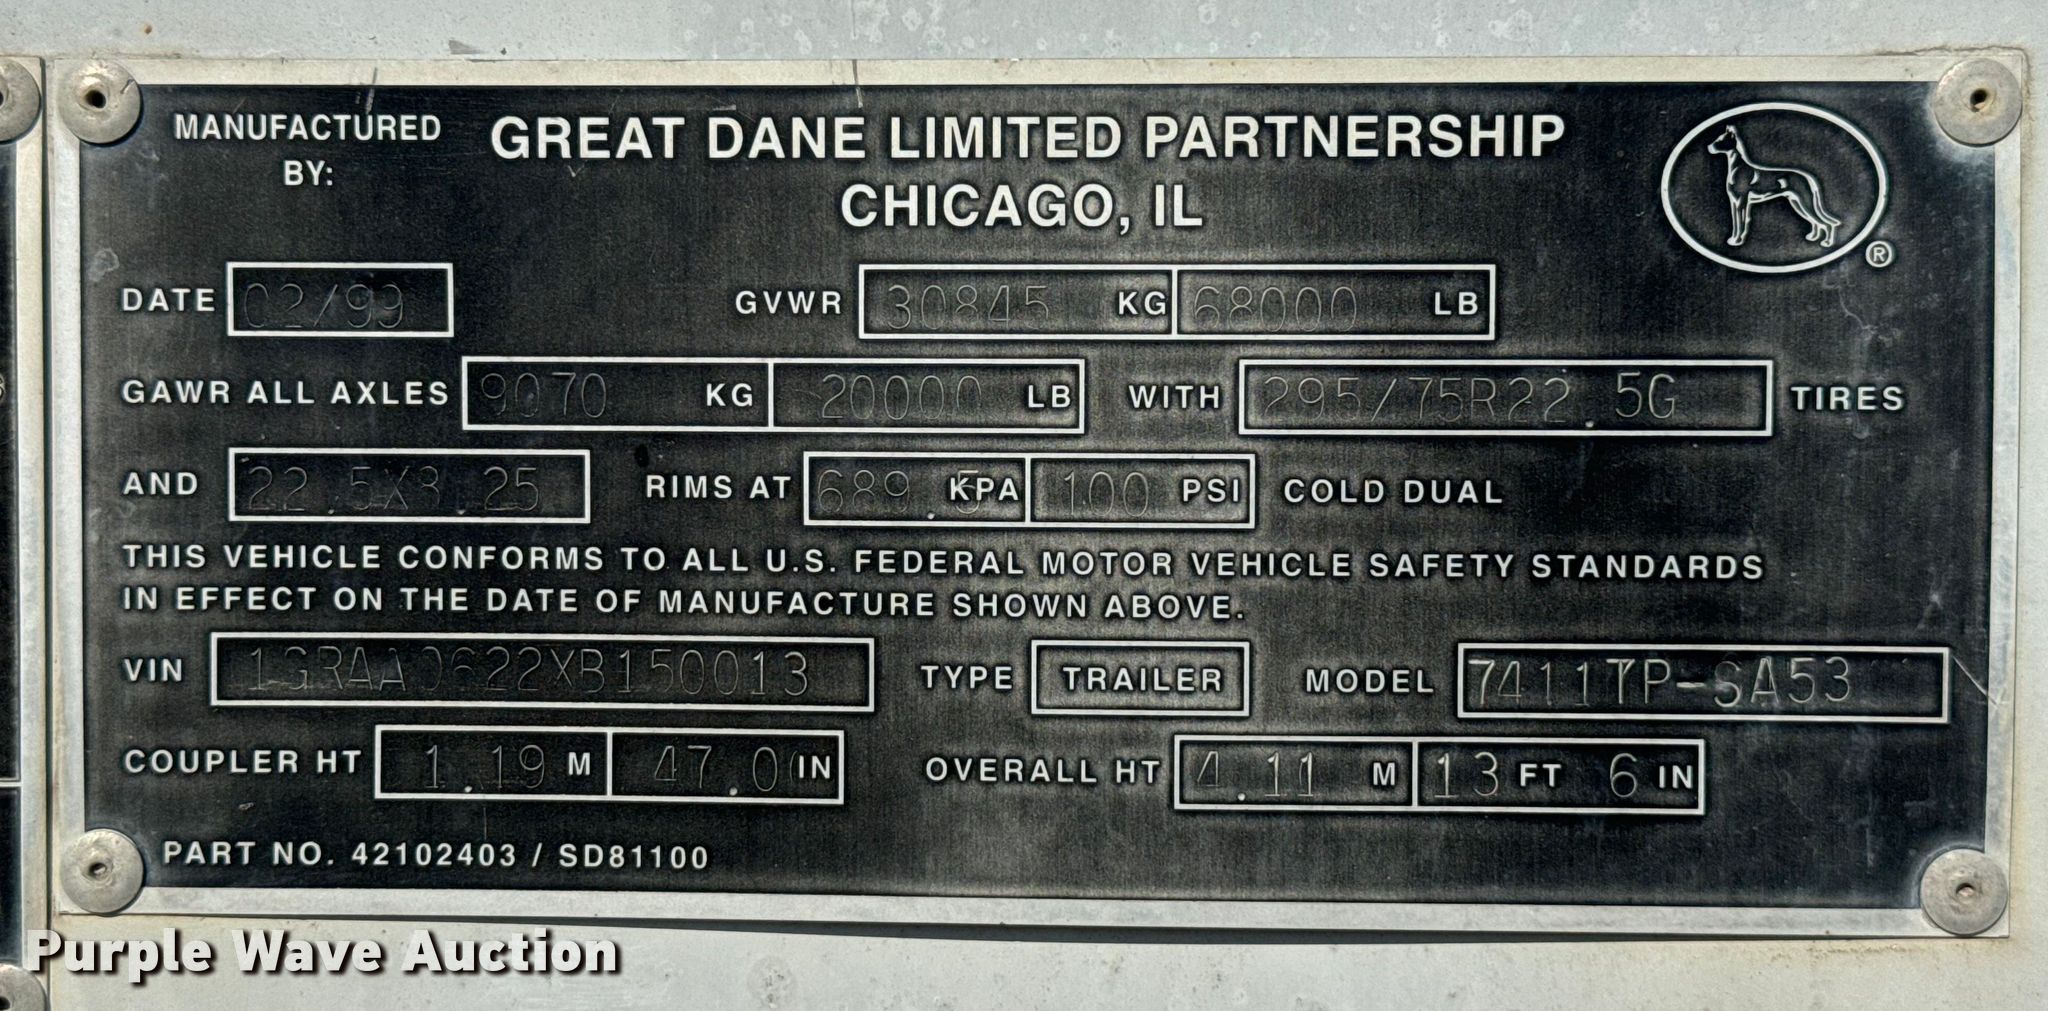 MANUFACTURED BY:
GREAT DANE LIMITED PARTNERSHIP
CHICAGO, IL
®
DATE 02/99 GVWR 30845 KG 68000 LB
GAWR ALL AXLES 9070 KG 20000 LB WITH 295/75R22.5G TIRES
AND 22.5X8.25 RIMS AT 689.5 KPA 100 PSI COLD DUAL
THIS VEHICLE CONFORMS TO ALL U.S. FEDERAL MOTOR VEHICLE SAFETY STANDARDS
IN EFFECT ON THE DATE OF MANUFACTURE SHOWN ABOVE.
VIN 1GRAA0622XB150013 TYPE TRAILER MODEL 7411TP-SA53
COUPLER HT 1.19 M 47.0 IN OVERALL HT 4.11 M 13 FT 6 IN
PART NO. 42102403 / SD81100
Purple Wave Auction